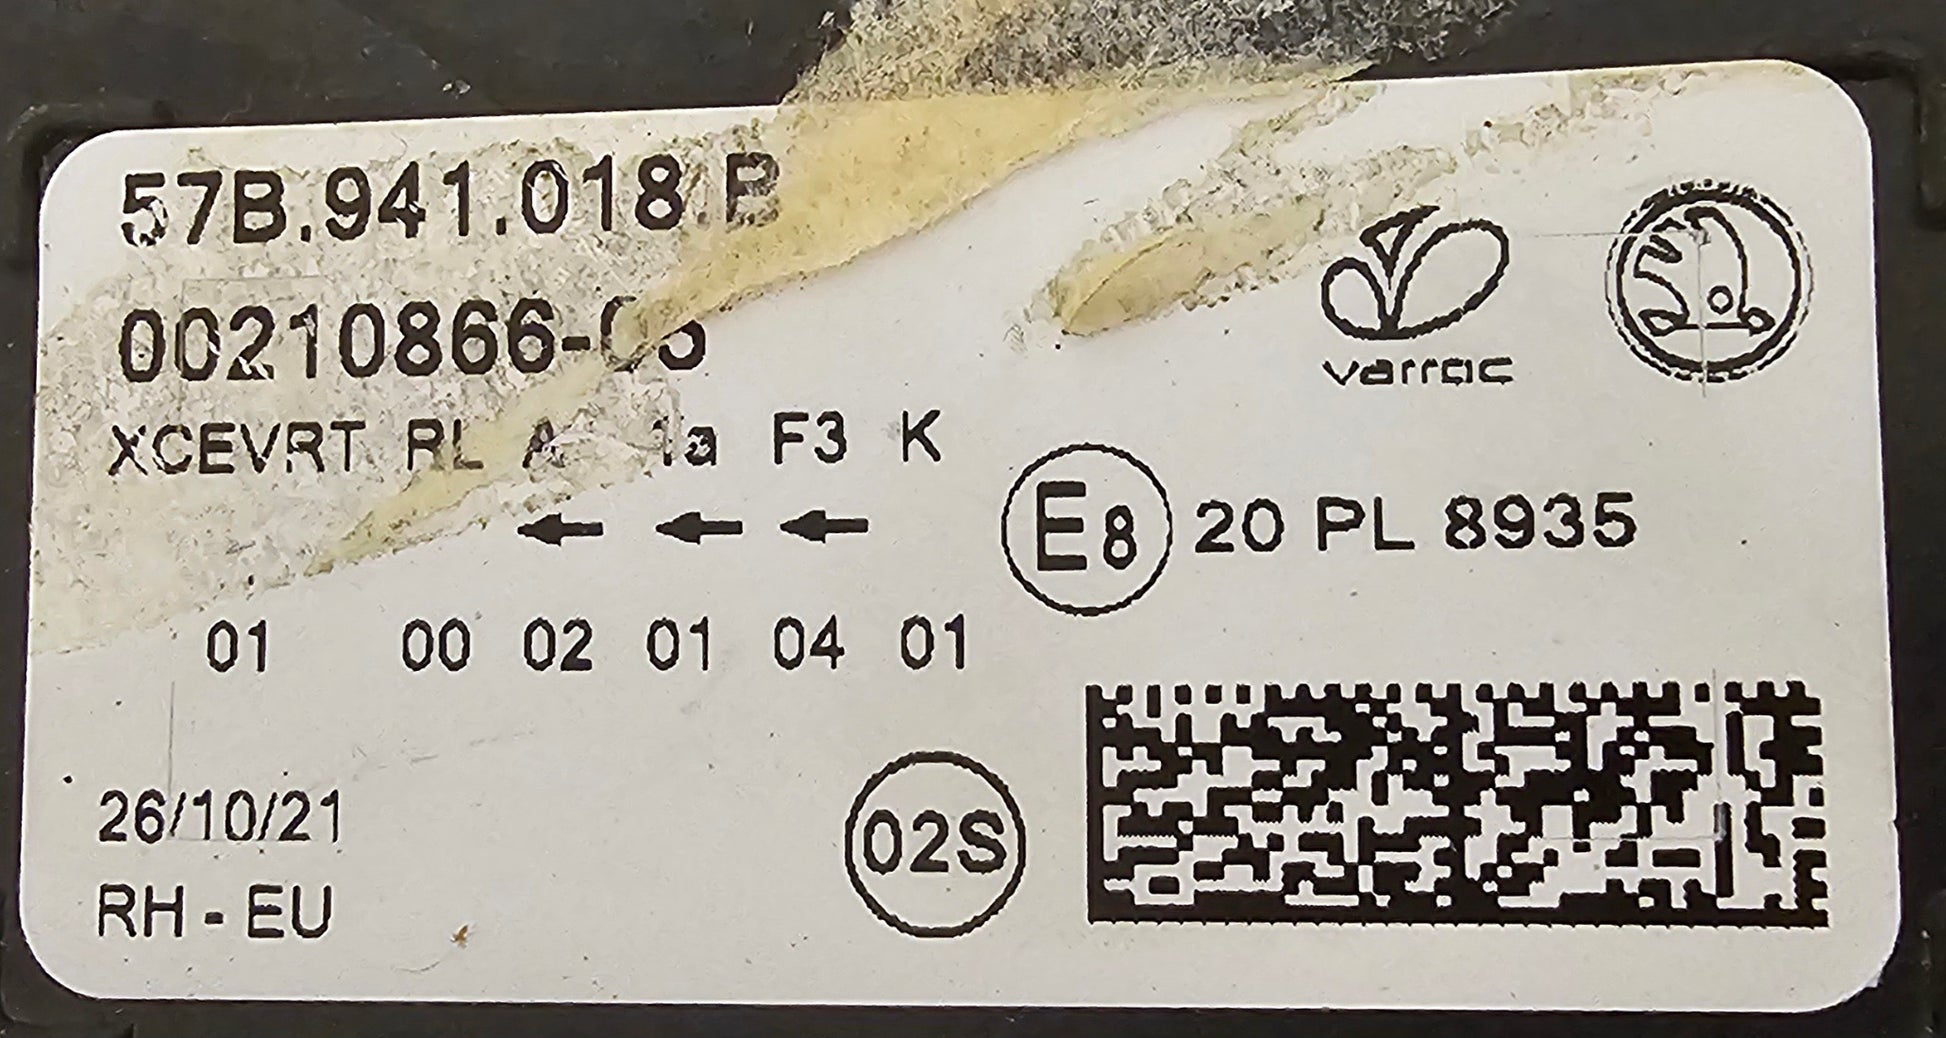 57B.941.018.B
00210866-03
varroc
XCEVRT RL A 1a F3 K
E8 20 PL 8935
01 00 02 01 04 01
26/10/21
02S
RH - EU